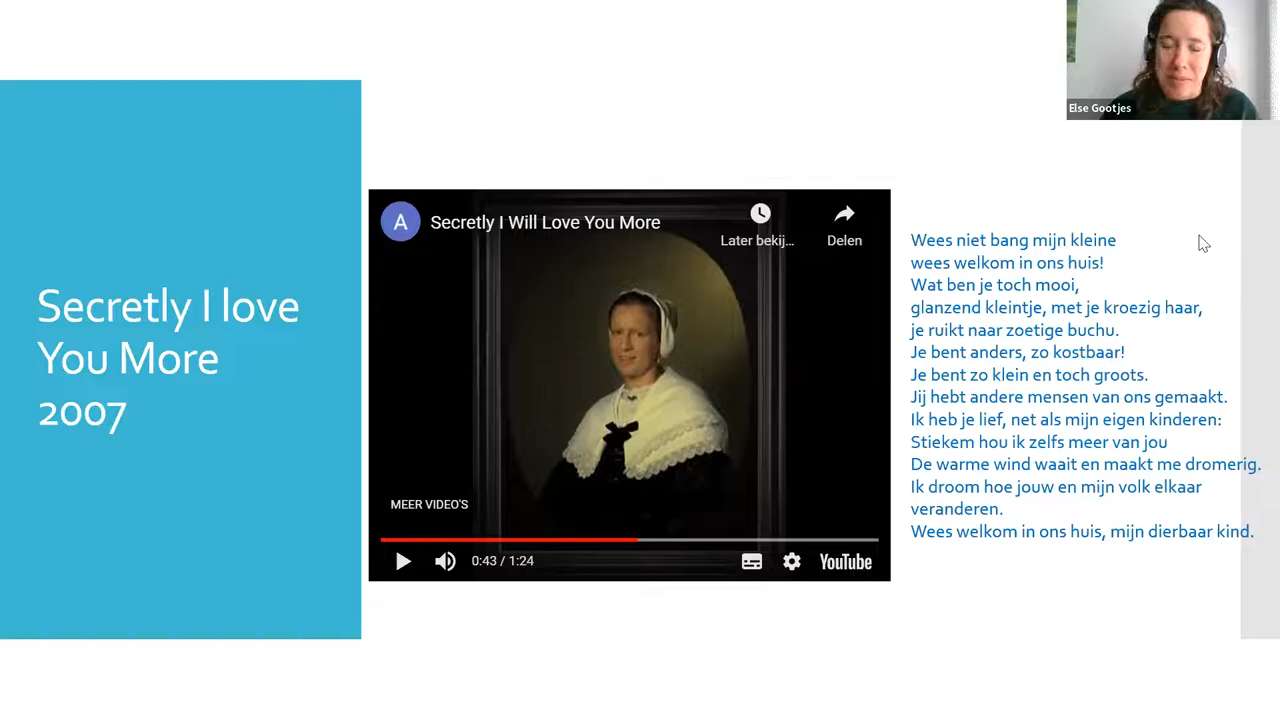 Else Gootjes
Secretly I love
You More
2007
A
Secretly I Will Love You More
Later bekij...
Delen
MEER VIDEO'S
0:43 / 1:24
YouTube
Wees niet bang mijn kleine
wees welkom in ons huis!
Wat ben je toch mooi,
glanzend kleintje, met je kroezig haar,
je ruikt naar zoetige buchu.
Je bent anders, zo kostbaar!
Je bent zo klein en toch groots.
Jij hebt andere mensen van ons gemaakt.
Ik heb je lief, net als mijn eigen kinderen:
Stiekem hou ik zelfs meer van jou
De warme wind waait en maakt me dromerig.
Ik droom hoe jouw en mijn volk elkaar
veranderen.
Wees welkom in ons huis, mijn dierbaar kind.